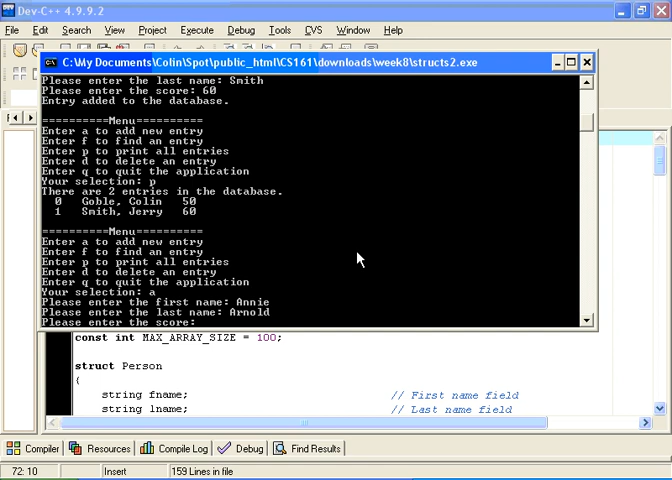 Dev-C++ 4.9.9.2
File Edit Search View Project Execute Debug Tools CVS Window Help
C:\My Documents\Colin\Spot\public_html\CS161\downloads\week8\structs2.exe
Please enter the last name: Smith
Please enter the score: 60
Entry added to the database.
==========Menu==========
Enter a to add new entry
Enter f to find an entry
Enter p to print all entries
Enter d to delete an entry
Enter q to quit the application
Your selection: p
There are 2 entries in the database.
0 Goble, Colin 50
1 Smith, Jerry 60
==========Menu==========
Enter a to add new entry
Enter f to find an entry
Enter p to print all entries
Enter d to delete an entry
Enter q to quit the application
Your selection: a
Please enter the first name: Annie
Please enter the last name: Arnold
Please enter the score:
const int MAX_ARRAY_SIZE = 100;
struct Person
{
string fname; // First name field
string lname; // Last name field
Compiler Resources Compile Log Debug Find Results
72: 10 Insert 159 Lines in file